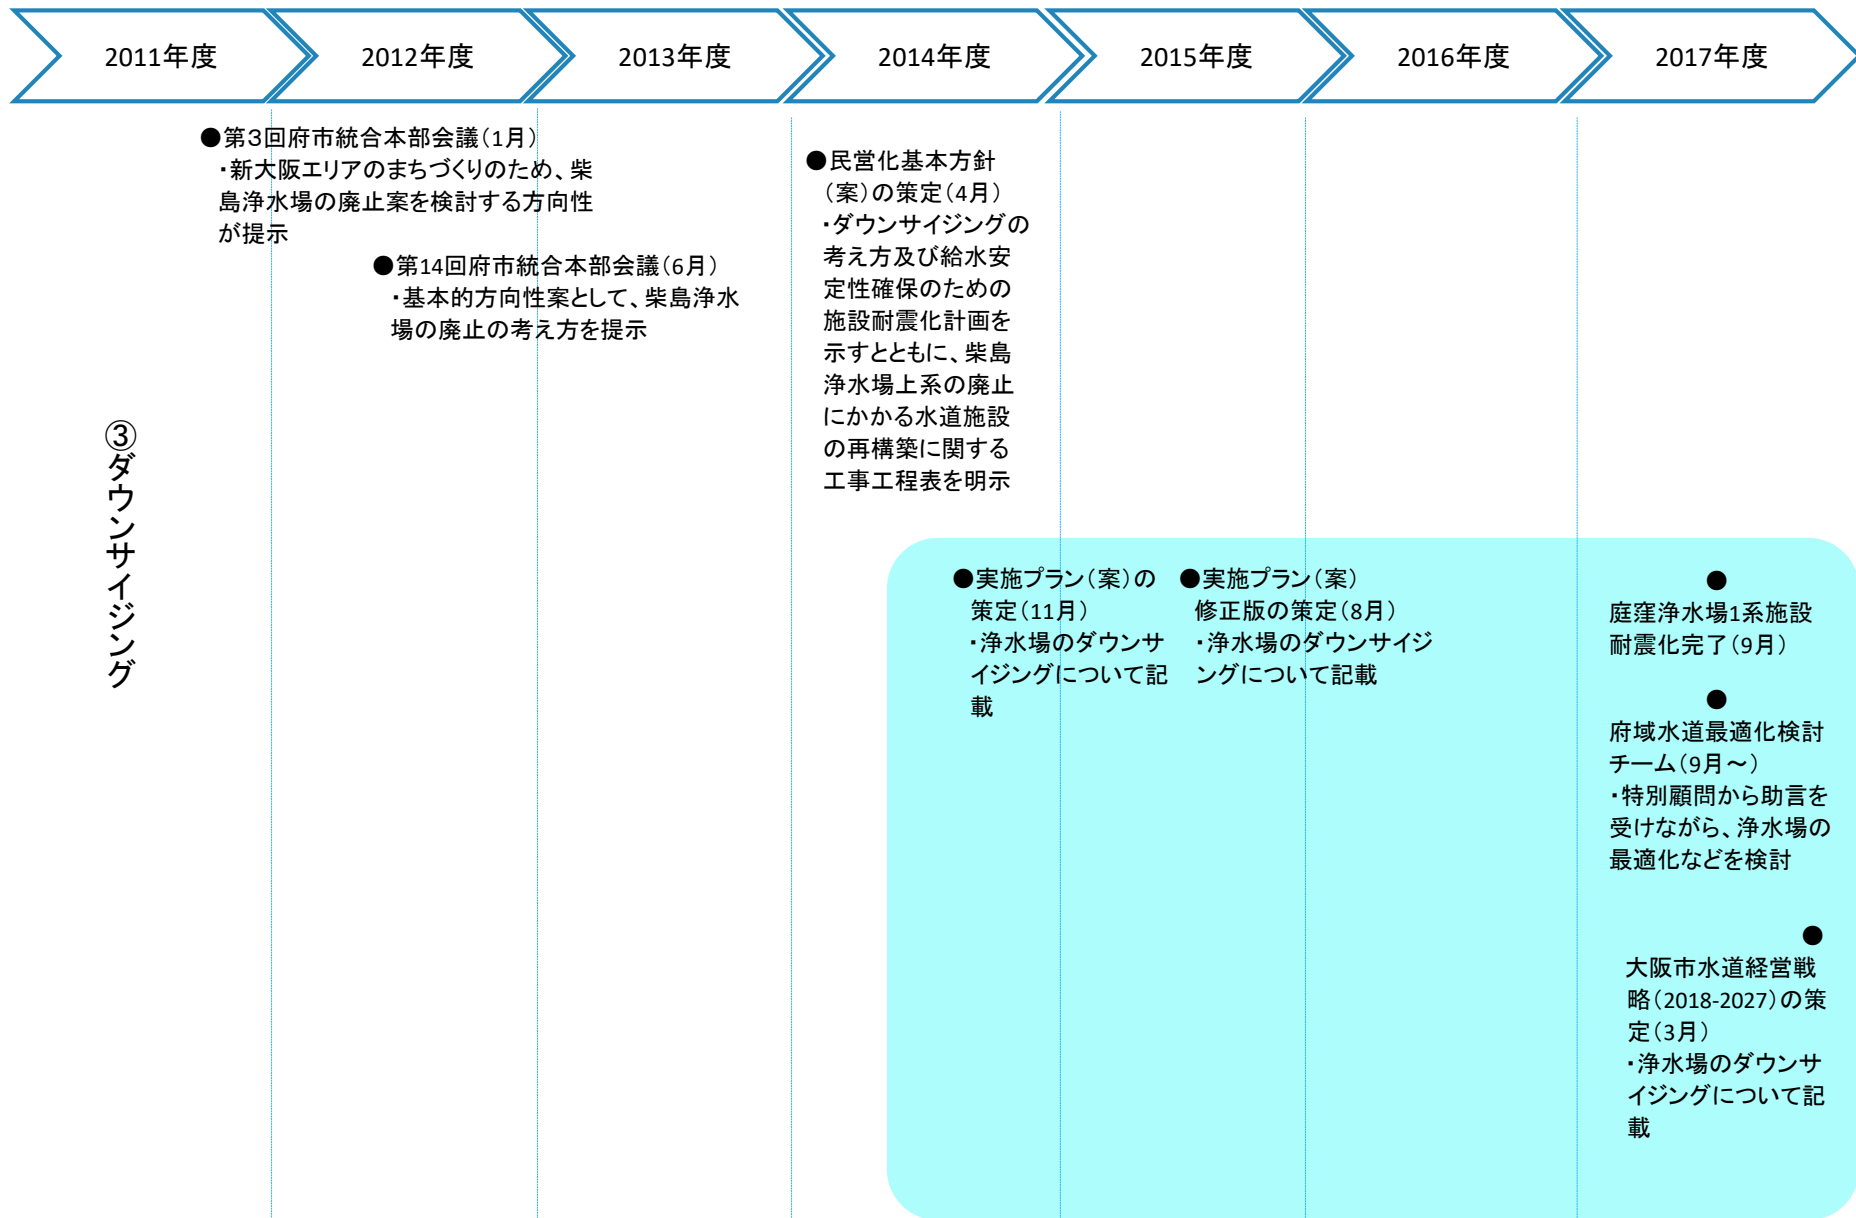 2011年度
2012年度
2013年度
2014年度
2015年度
2016年度
2017年度
③ダウンサイジング
●第3回府市統合本部会議(1月)
・新大阪エリアのまちづくりのため、柴
島浄水場の廃止案を検討する方向性
が提示
●第14回府市統合本部会議(6月)
・基本的方向性案として、柴島浄水
場の廃止の考え方を提示
●民営化基本方針
(案)の策定(4月)
・ダウンサイジングの
考え方及び給水安
定性確保のための
施設耐震化計画を
示すとともに、柴島
浄水場上系の廃止
にかかる水道施設
の再構築に関する
工事工程表を明示
●実施プラン(案)の
策定(11月)
・浄水場のダウンサ
イジングについて記
載
●実施プラン(案)
修正版の策定(8月)
・浄水場のダウンサイジ
ングについて記載
●
庭窪浄水場1系施設
耐震化完了(9月)
●
府域水道最適化検討
チーム(9月～)
・特別顧問から助言を
受けながら、浄水場の
最適化などを検討
●
大阪市水道経営戦
略(2018-2027)の策
定(3月)
・浄水場のダウンサ
イジングについて記
載